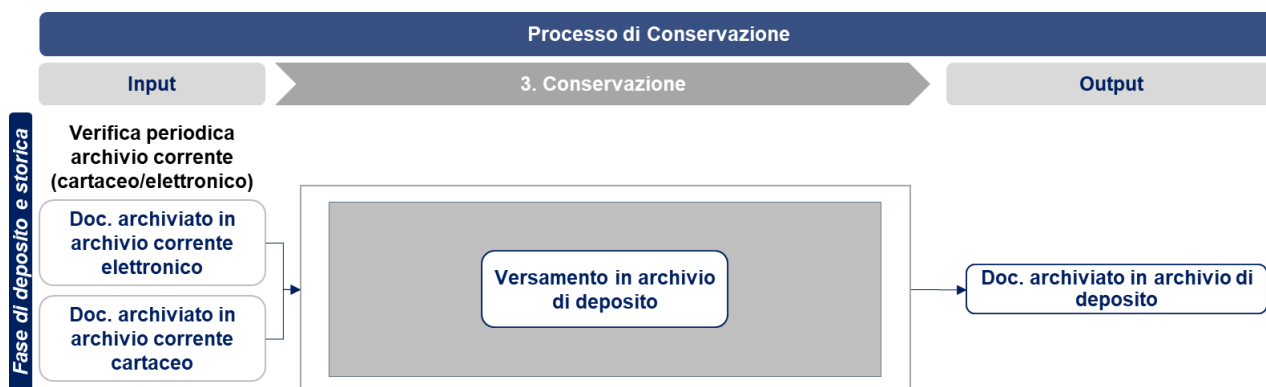 Processo di Conservazione
Input
3. Conservazione
Output
Fase di deposito e storica
Verifica periodica
archivio corrente
(cartaceo/elettronico)
Doc. archiviato in
archivio corrente
elettronico
Doc. archiviato in
archivio corrente
cartaceo
Versamento in archivio
di deposito
Doc. archiviato in archivio di
deposito